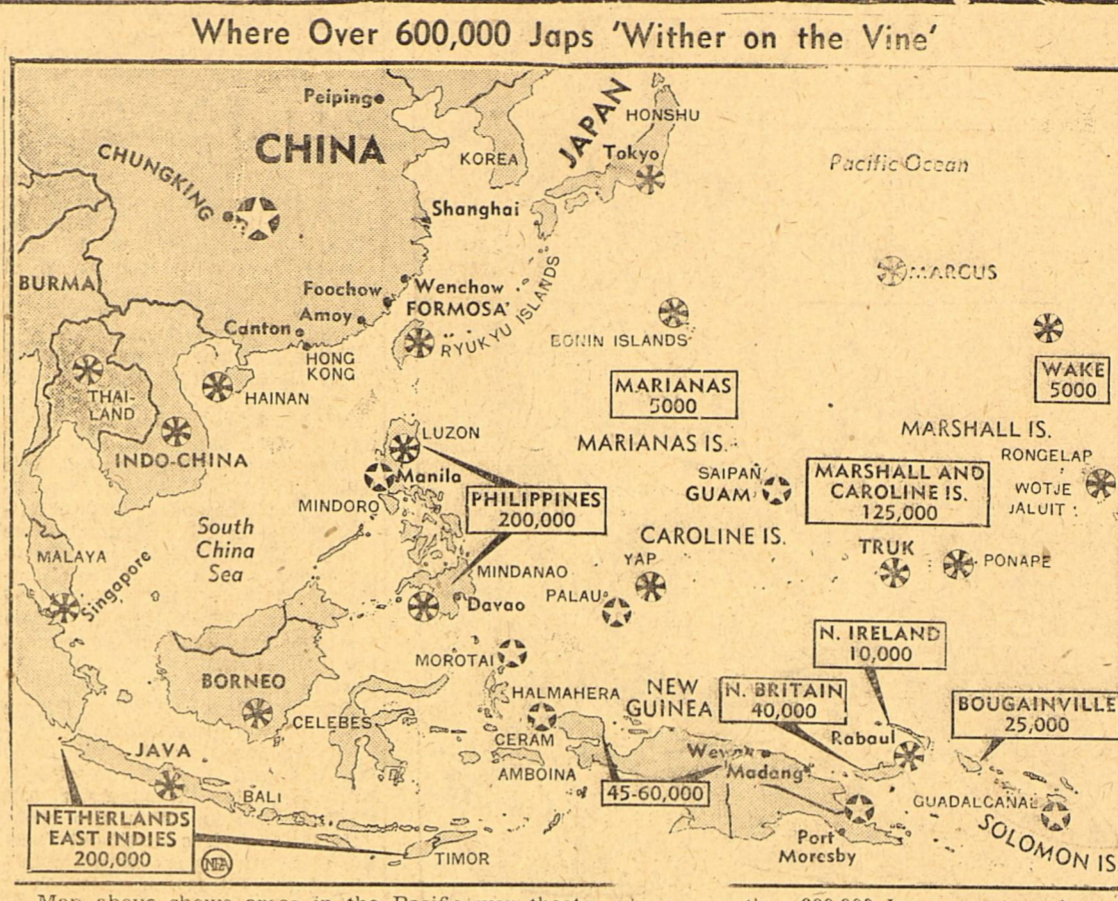 Where Over 600,000 Japs 'Wither on the Vine'
Peiping
CHINA
CHUNGKING
KOREA
JAPAN
HONSHU
Tokyo
Pacific Ocean
Shanghai
BURMA
Foochow
Wenchow
Amoy
FORMOSA
Canton
HONG
KONG
RYUKYU ISLANDS
BONIN ISLANDS
MARCUS
THAI-
LAND
HAINAN
INDO-CHINA
MARIANAS
5000
WAKE
5000
MARIANAS IS.
MARSHALL IS.
LUZON
Manila
MINDORO
PHILIPPINES
200,000
SAIPAN
GUAM
MARSHALL AND
CAROLINE IS.
125,000
RONGELAP
WOTJE
JALUIT
South
China
Sea
CAROLINE IS.
MALAYA
Singapore
MINDANAO
Davao
YAP
PALAU
TRUK
PONAPE
N. IRELAND
10,000
MOROTAI
BORNEO
CELEBES
HALMAHERA
NEW
GUINEA
N. BRITAIN
40,000
BOUGAINVILLE
25,000
CERAM
AMBOINA
Rabaul
Madang
45-60,000
JAVA
BALI
GUADALCANAL
SOLOMON IS
NETHERLANDS
EAST INDIES
200,000
NEA
TIMOR
Port
Moresby